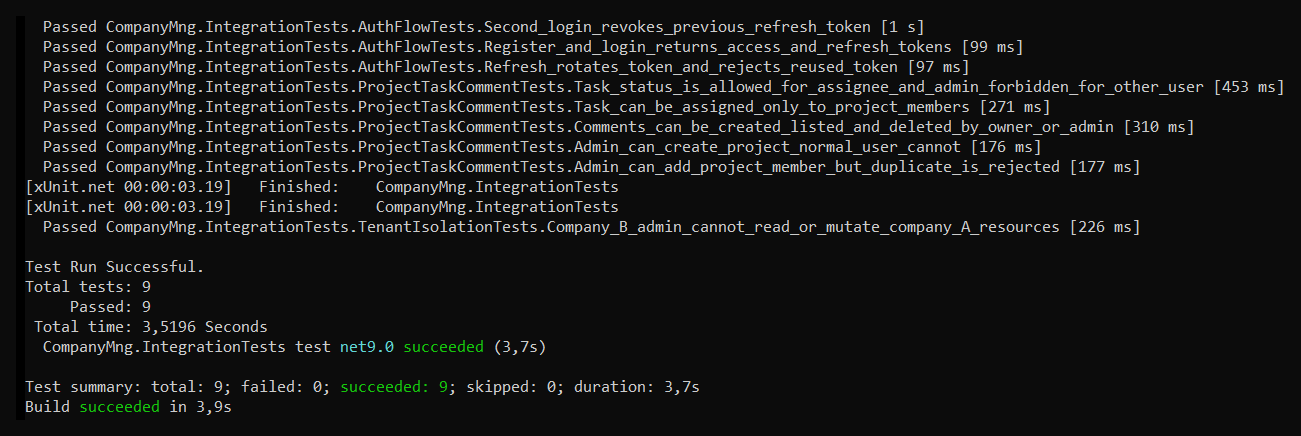 Passed CompanyMng.IntegrationTests.AuthFlowTests.Second_login_revokes_previous_refresh_token [1 s]
Passed CompanyMng.IntegrationTests.AuthFlowTests.Register_and_login_returns_access_and_refresh_tokens [99 ms]
Passed CompanyMng.IntegrationTests.AuthFlowTests.Refresh_rotates_token_and_rejects_reused_token [97 ms]
Passed CompanyMng.IntegrationTests.ProjectTaskCommentTests.Task_status_is_allowed_for_assignee_and_admin_forbidden_for_other_user [453 ms]
Passed CompanyMng.IntegrationTests.ProjectTaskCommentTests.Task_can_be_assigned_only_to_project_members [271 ms]
Passed CompanyMng.IntegrationTests.ProjectTaskCommentTests.Comments_can_be_created_listed_and_deleted_by_owner_or_admin [310 ms]
Passed CompanyMng.IntegrationTests.ProjectTaskCommentTests.Admin_can_create_project_normal_user_cannot [176 ms]
Passed CompanyMng.IntegrationTests.ProjectTaskCommentTests.Admin_can_add_project_member_but_duplicate_is_rejected [177 ms]
[xUnit.net 00:00:03.19]   Finished:    CompanyMng.IntegrationTests
[xUnit.net 00:00:03.19]   Finished:    CompanyMng.IntegrationTests
Passed CompanyMng.IntegrationTests.TenantIsolationTests.Company_B_admin_cannot_read_or_mutate_company_A_resources [226 ms]
Test Run Successful.
Total tests: 9
Passed: 9
Total time: 3,5196 Seconds
CompanyMng.IntegrationTests test net9.0 succeeded (3,7s)
Test summary: total: 9; failed: 0; succeeded: 9; skipped: 0; duration: 3,7s
Build succeeded in 3,9s